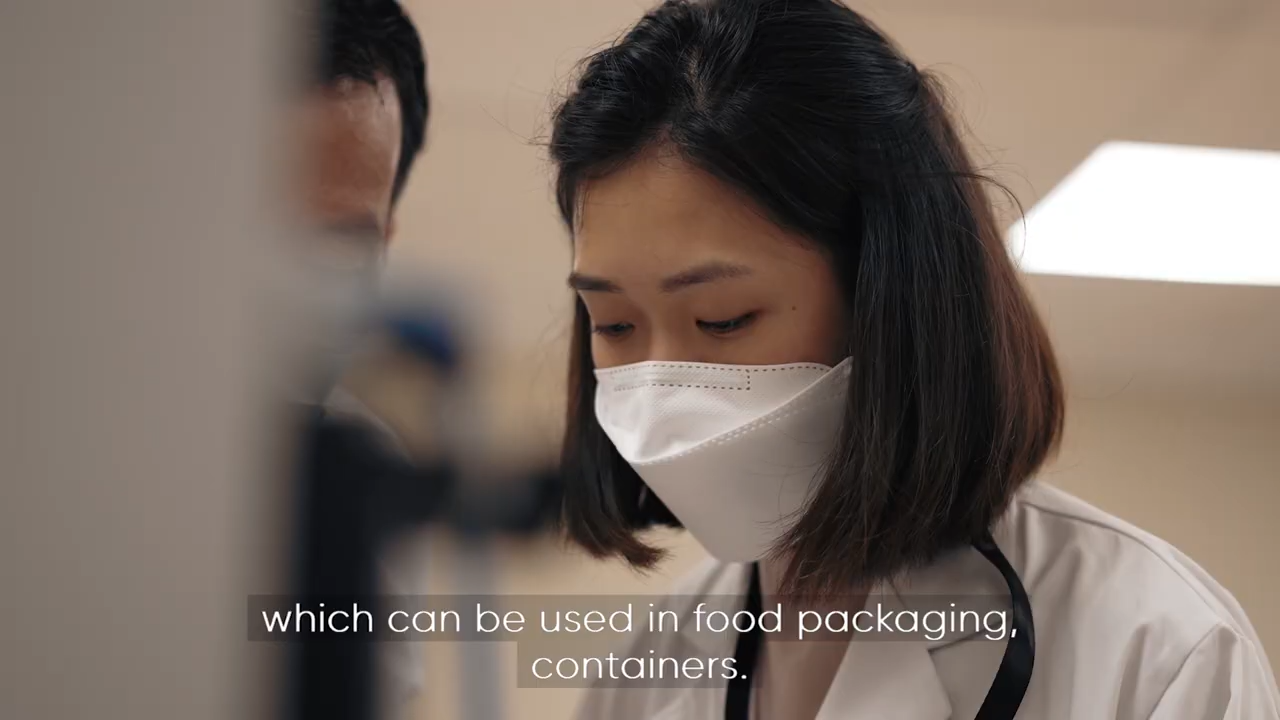 which can be used in food packaging,
containers.